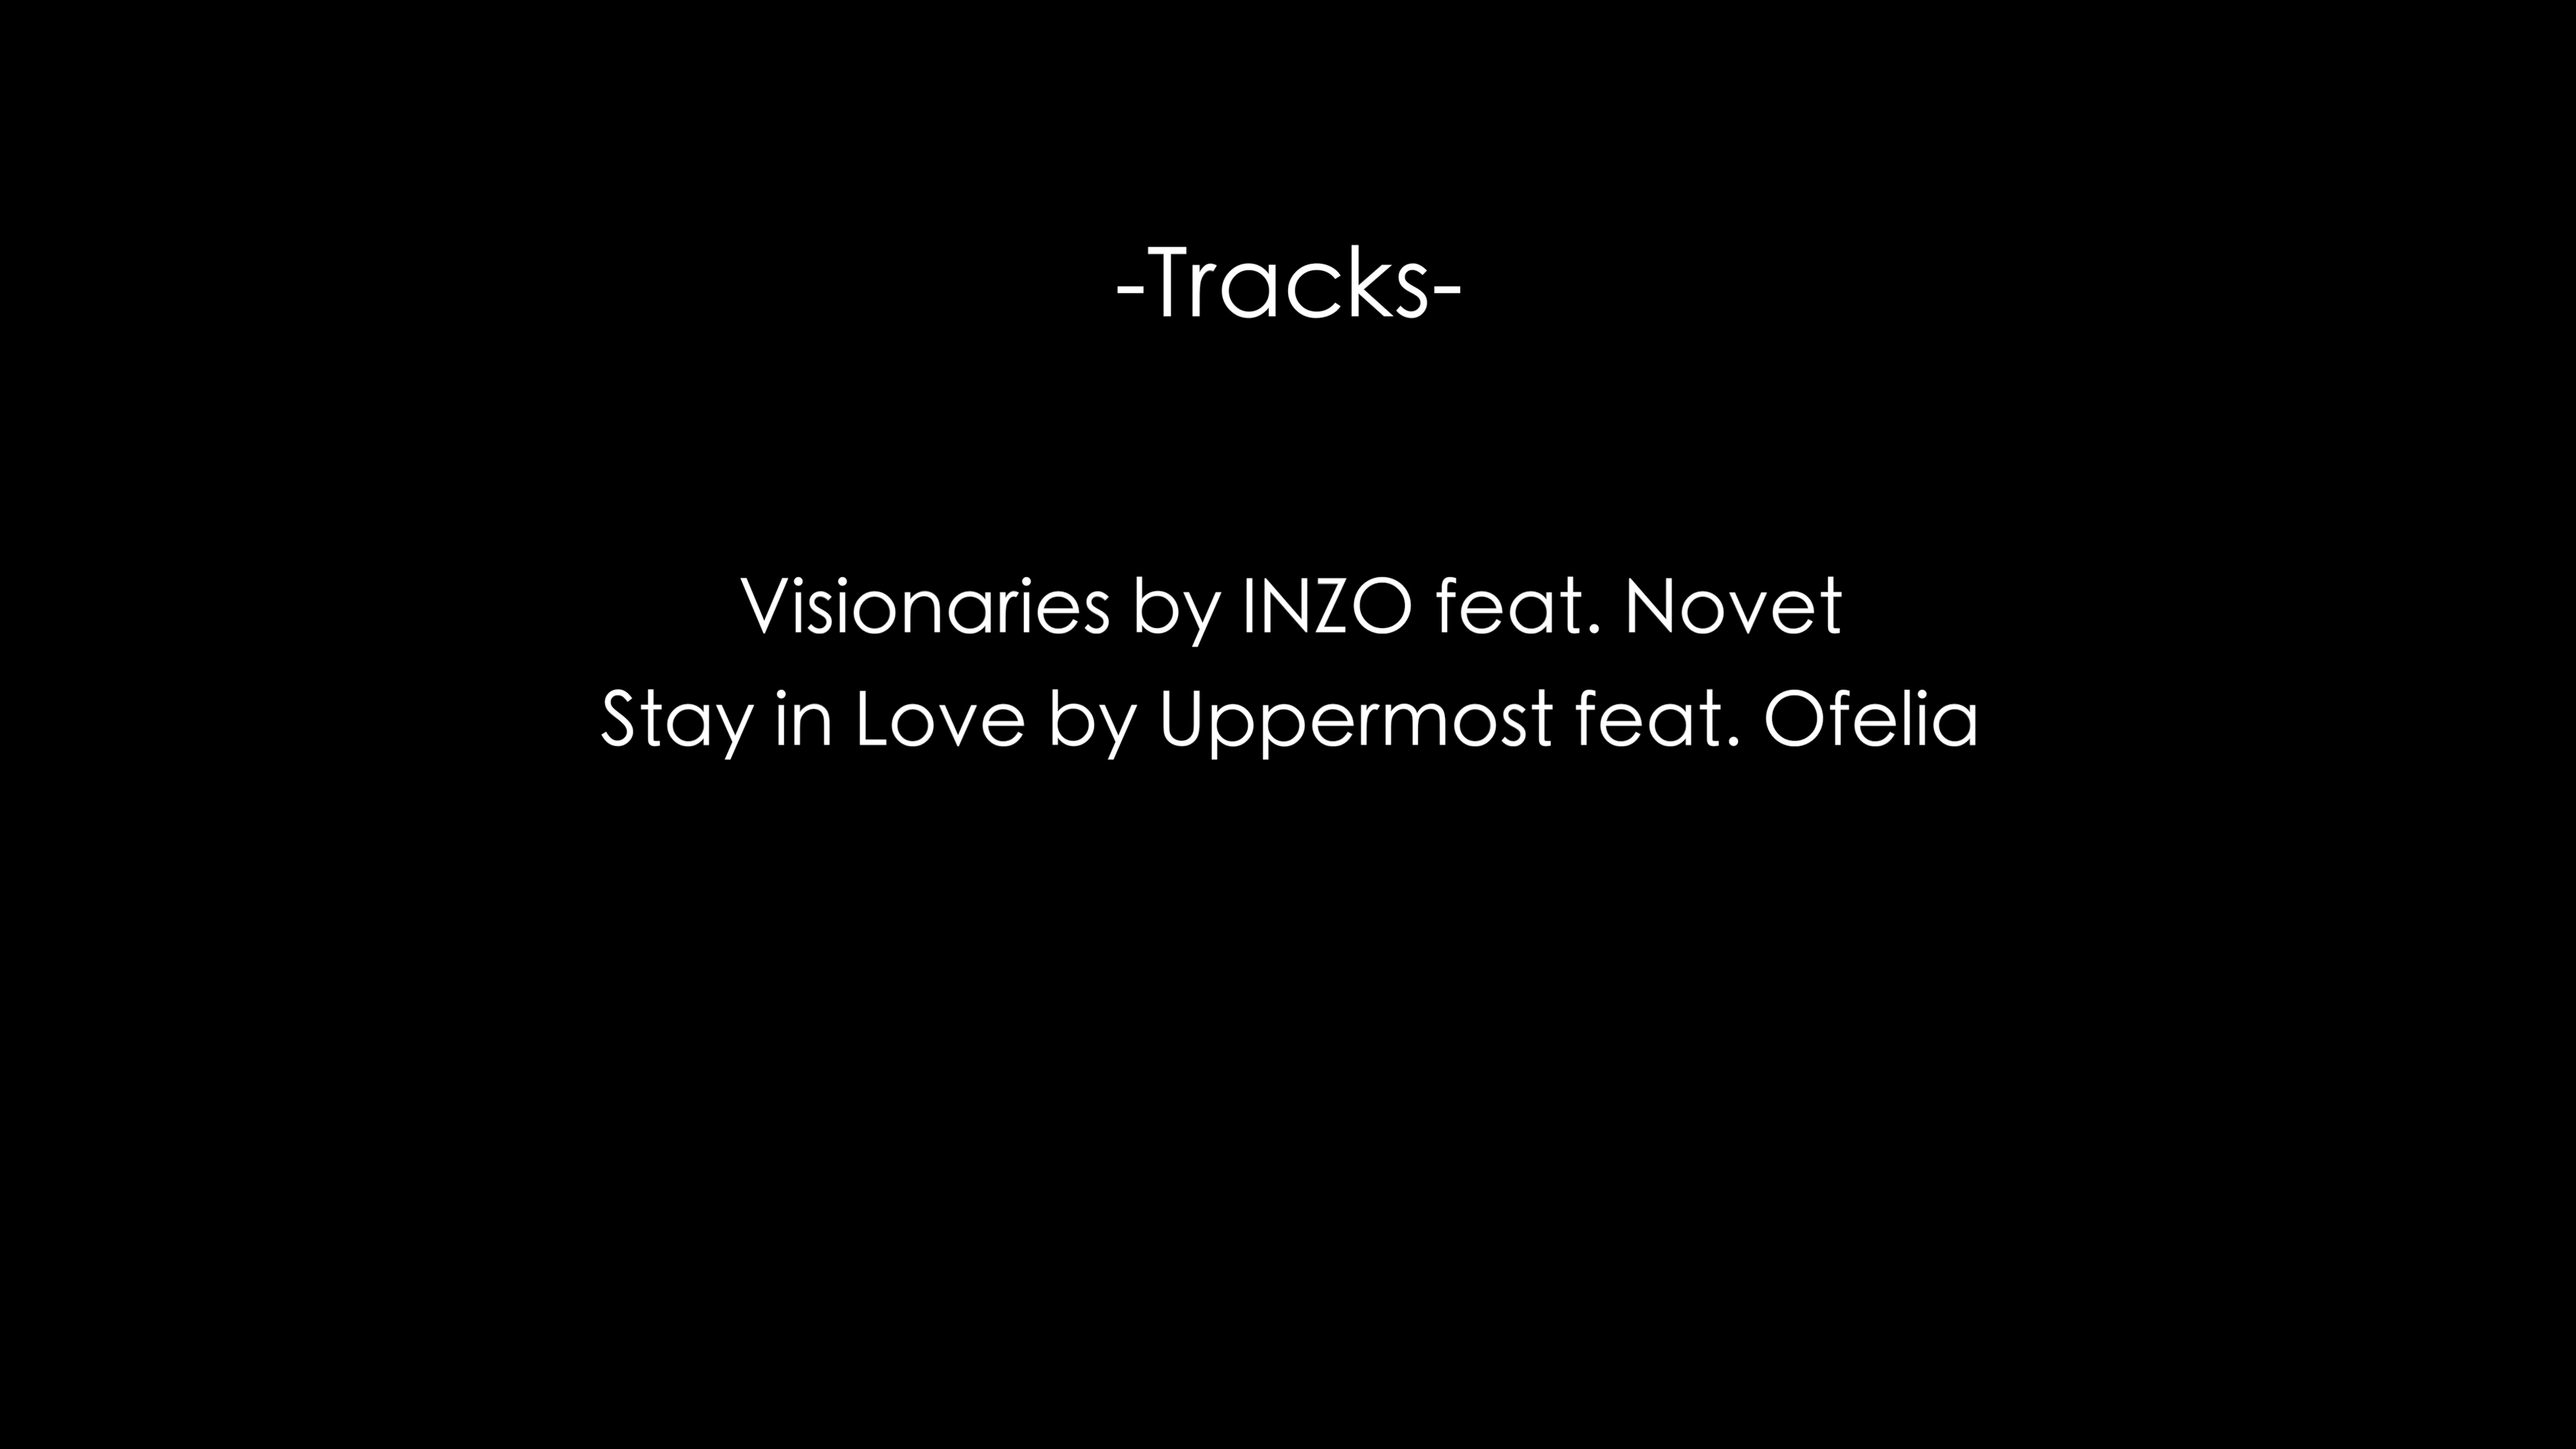 -Tracks-
Visionaries by INZO feat. Novet
Stay in Love by Uppermost feat. Ofelia